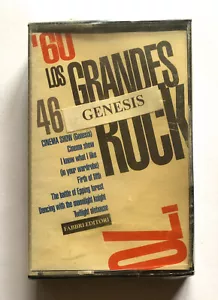 '60
LOS GRANDES
46
GENESIS
ROCK
CINEMA SHOW (Genesis)
Cinema show
I know what I like
(in your wardrobe)
Firth of fifth
The battle of Epping forest
Dancing with the moonlight knight
Twilight alehouse
FABBRI EDITORI
'70